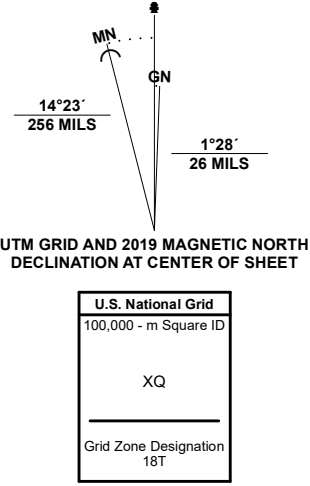 MN
GN
14°23´
256 MILS
1°28´
26 MILS
UTM GRID AND 2019 MAGNETIC NORTH
DECLINATION AT CENTER OF SHEET
U.S. National Grid
100,000 - m Square ID
XQ
Grid Zone Designation
18T